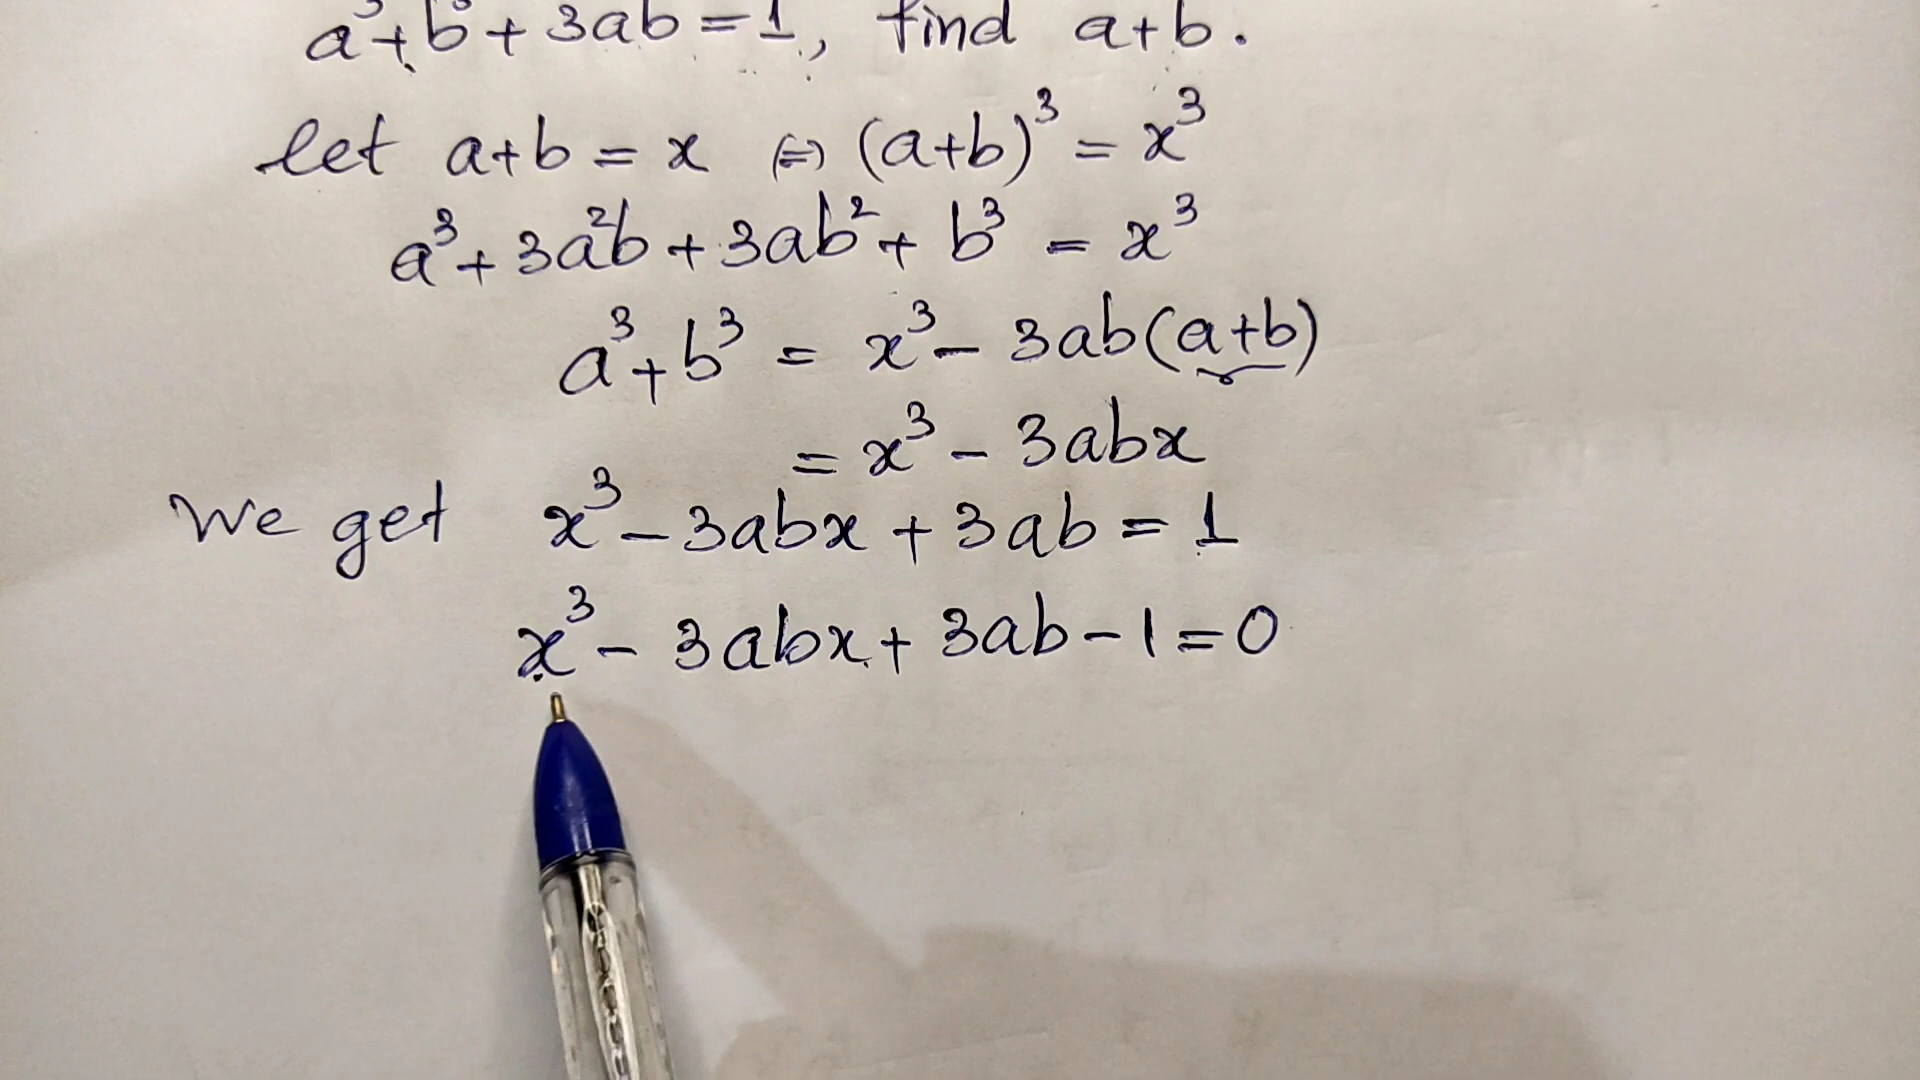 a³+b³+3ab=1, find a+b.
let a+b=x ⇔ (a+b)³=x³
a³+3a²b+3ab²+b³=x³
a³+b³=x³-3ab(a+b)
=x³-3abx
We get x³-3abx+3ab=1
x³-3abx+3ab-1=0